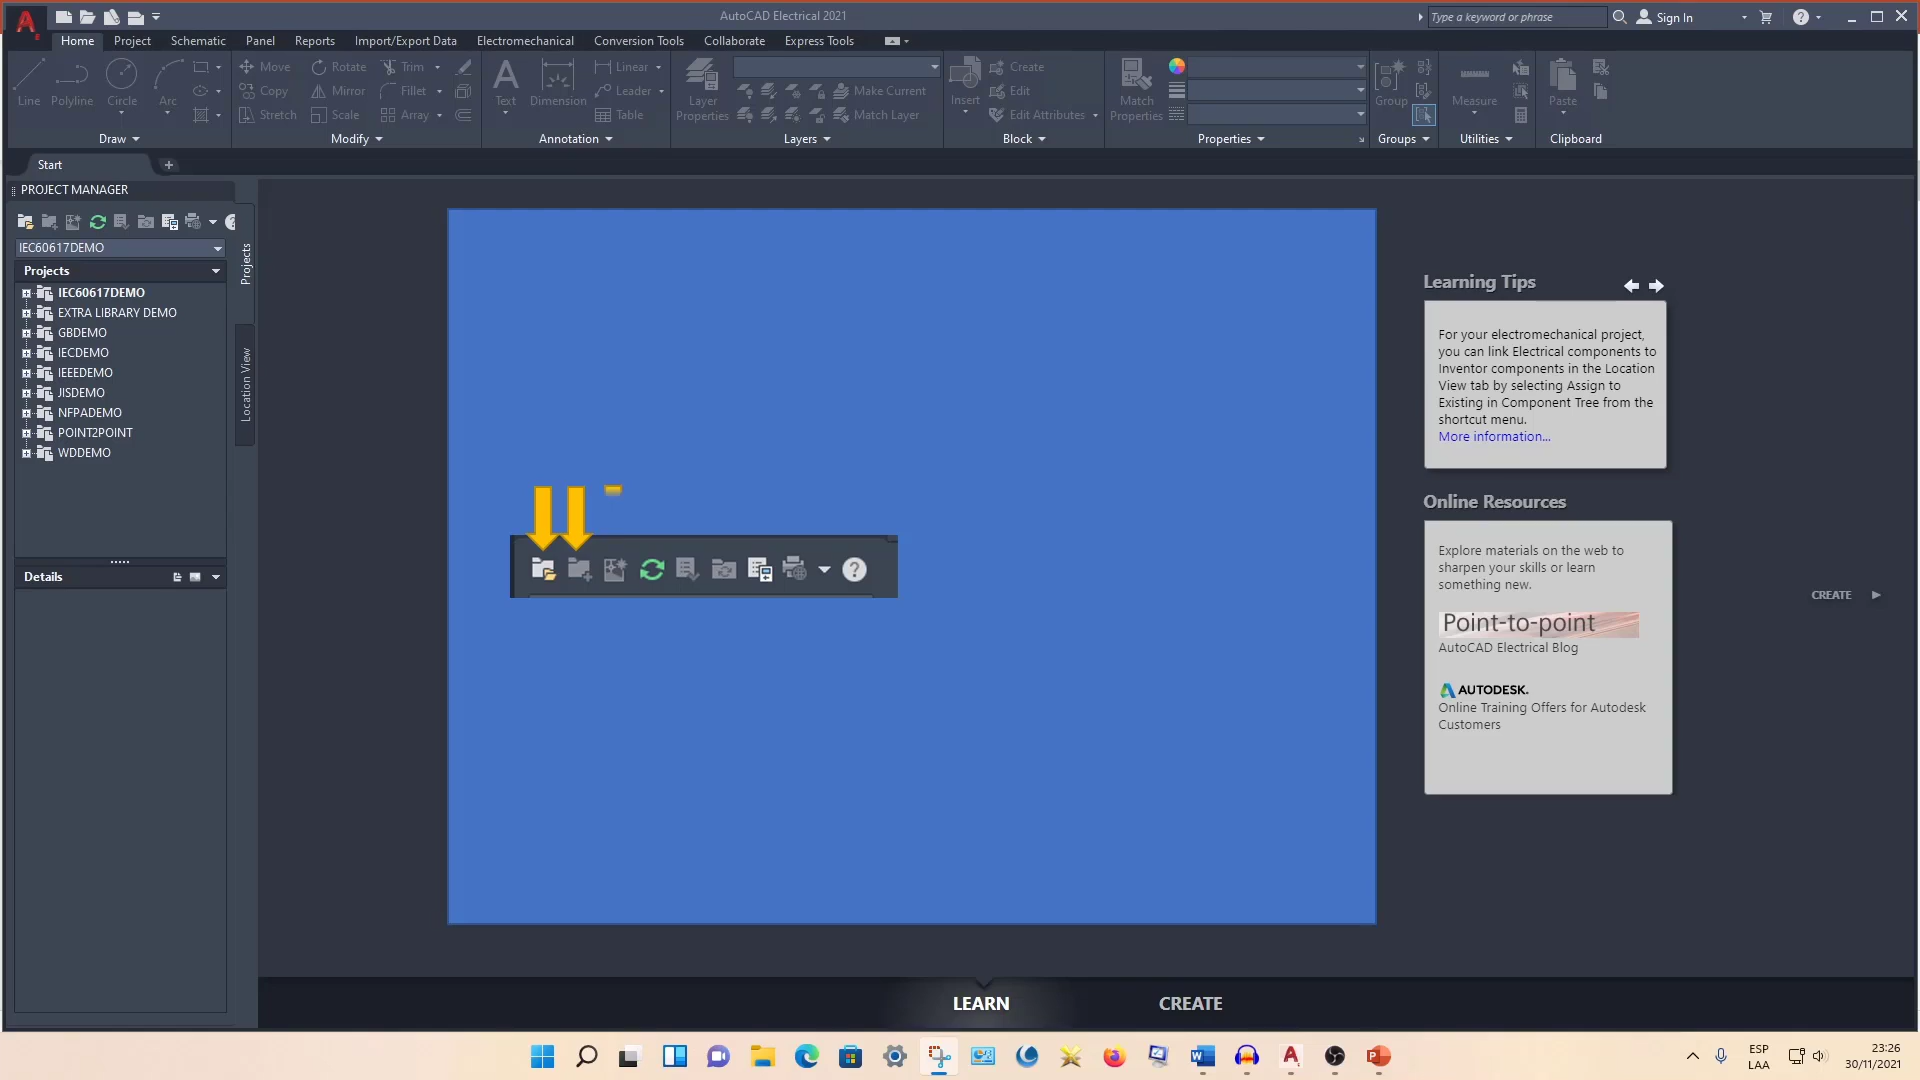 AutoCAD Electrical 2021
Type a keyword or phrase
Sign In
Home
Project
Schematic
Panel
Reports
Import/Export Data
Electromechanical
Conversion Tools
Collaborate
Express Tools
Line
Polyline
Circle
Arc
Draw
Move
Rotate
Trim
Copy
Mirror
Fillet
Stretch
Scale
Array
Modify
Text
Dimension
Linear
Leader
Table
Annotation
Layer
Properties
Make Current
Match Layer
Layers
Insert
Create
Edit
Edit Attributes
Block
Match
Properties
Properties
Group
Groups
Measure
Utilities
Paste
Clipboard
Start
PROJECT MANAGER
IEC60617DEMO
Projects
IEC60617DEMO
EXTRA LIBRARY DEMO
GBDEMO
IECDEMO
IEEEDEMO
JISDEMO
NFPADEMO
POINT2POINT
WDDEMO
Projects
Location View
Details
Learning Tips
For your electromechanical project,
you can link Electrical components to
Inventor components in the Location
View tab by selecting Assign to
Existing in Component Tree from the
shortcut menu.
More information...
Online Resources
Explore materials on the web to
sharpen your skills or learn
something new.
Point-to-point
AutoCAD Electrical Blog
AUTODESK.
Online Training Offers for Autodesk
Customers
CREATE
LEARN
CREATE
ESP
LAA
23:26
30/11/2021